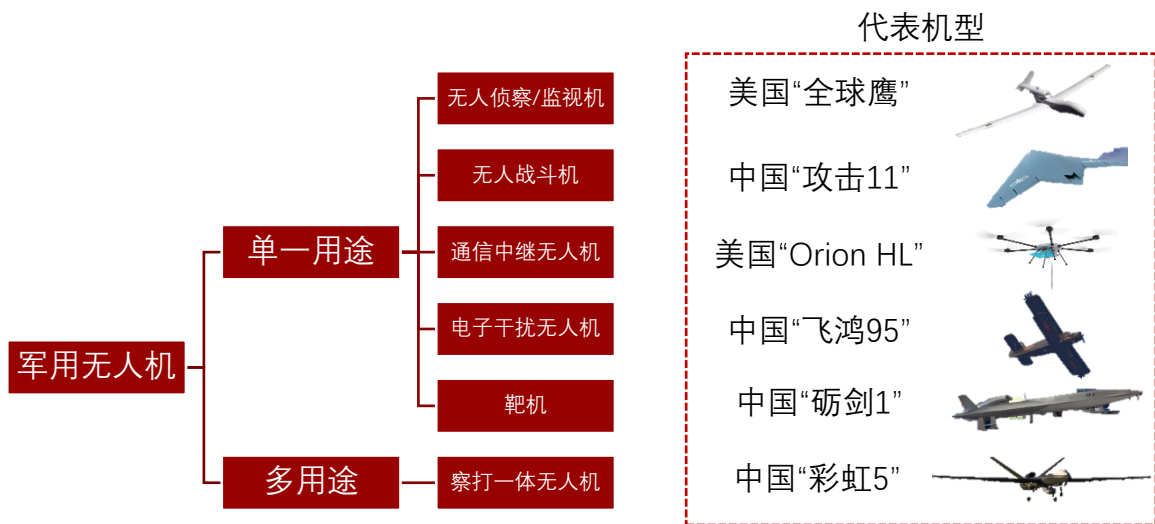 代表机型
无人侦察/监视机
美国“全球鹰”
无人战斗机
中国“攻击11”
单一用途
通信中继无人机
美国“Orion HL”
电子干扰无人机
中国“飞鸿95”
军用无人机
靶机
中国“砺剑1”
多用途
察打一体无人机
中国“彩虹5”